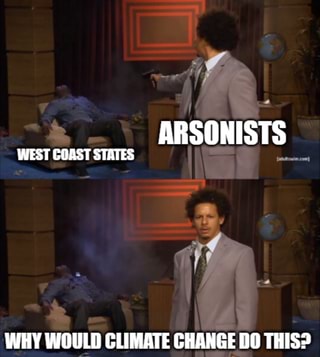 ARSONISTS
WEST COAST STATES
[adultswim.com]
WHY WOULD CLIMATE CHANGE DO THIS?